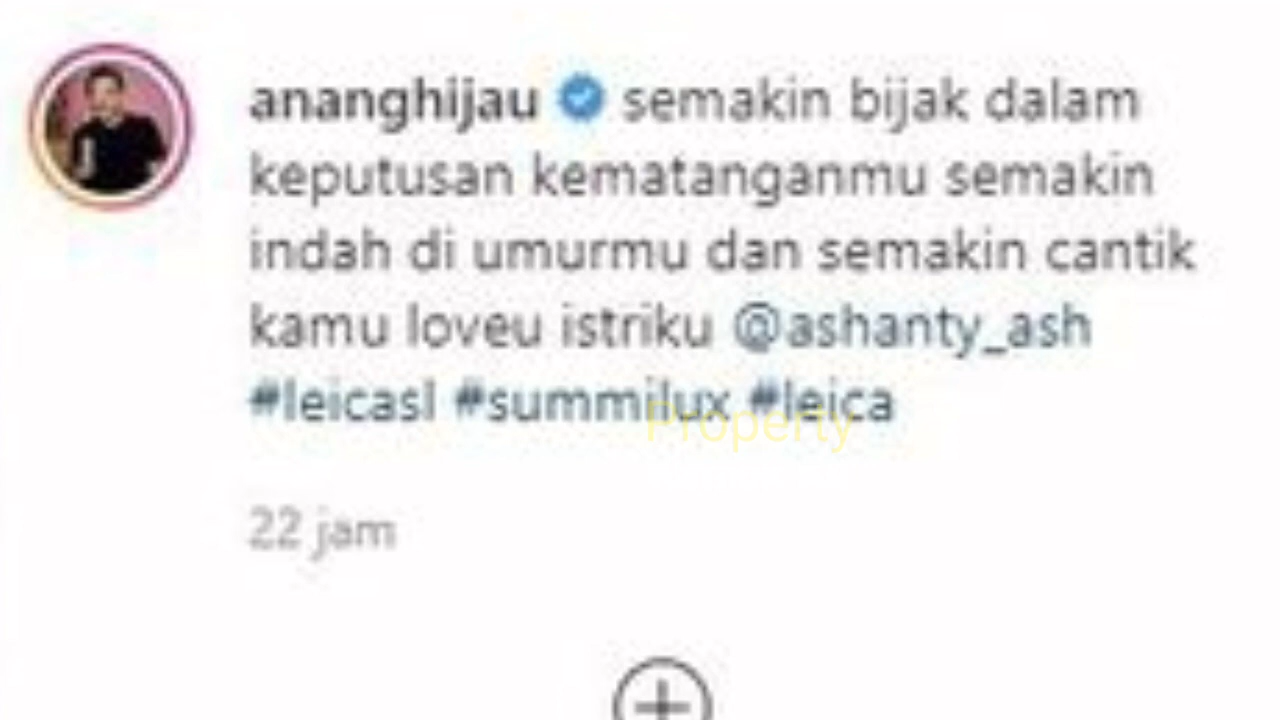 ananghijau semakin bijak dalam
keputusan kematanganmu semakin
indah di umurmu dan semakin cantik
kamu loveu istriku @ashanty_ash
#leicasl #summilux #leica
Property
22 jam